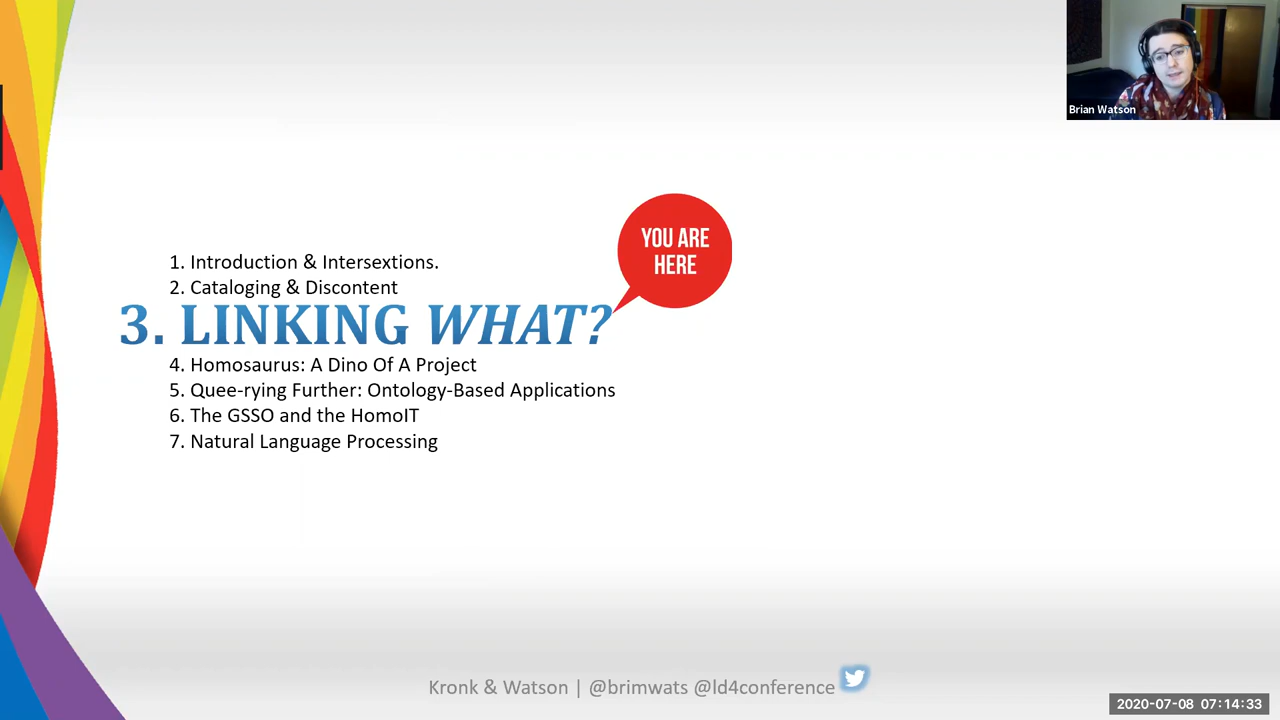 Brian Watson
YOU ARE
HERE
1. Introduction & Intersextions.
2. Cataloging & Discontent
3. LINKING WHAT?
4. Homosaurus: A Dino Of A Project
5. Quee-rying Further: Ontology-Based Applications
6. The GSSO and the HomoIT
7. Natural Language Processing
Kronk & Watson | @brimwats @ld4conference
2020-07-08 07:14:33